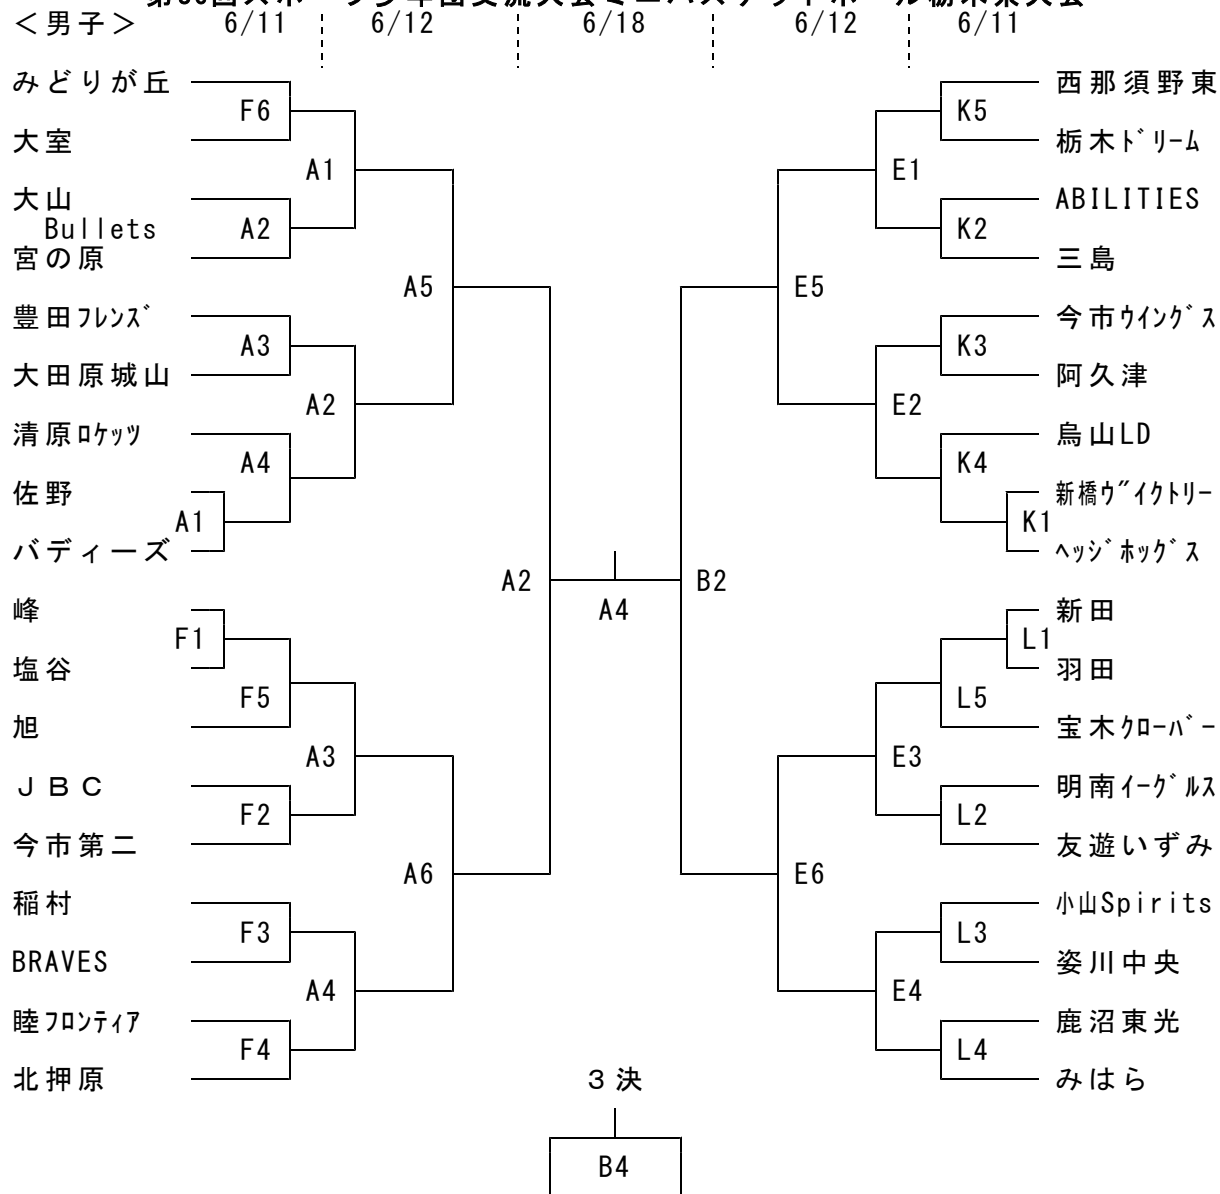 ＜男子＞ 6/11 6/12 6/18 6/12 6/11
みどりが丘 西那須野東
F6 K5
大室 栃木ﾄﾞﾘｰﾑ
A1 E1
大山 ABILITIES
Bullets A2 K2
宮の原 三島
A5 E5
豊田ﾌﾚﾝｽﾞ 今市ｳｲﾝｸﾞｽ
A3 K3
大田原城山 阿久津
A2 E2
清原ﾛｹｯﾂ 烏山LD
A4 K4
佐野 新橋ｳﾞｨｸﾄﾘｰ
A1 K1
バディーズ ﾍｯｼﾞﾎｯｸﾞｽ
A2 B2
峰 A4 新田
F1 L1
塩谷 羽田
F5 L5
旭 宝木ｸﾛｰﾊﾞｰ
A3 E3
ＪＢＣ 明南ｲｰｸﾞﾙｽ
F2 L2
今市第二 友遊いずみ
A6 E6
稲村 小山Spirits
F3 L3
BRAVES 姿川中央
A4 E4
睦ﾌﾛﾝﾃｨｱ 鹿沼東光
F4 L4
北押原 3決 みはら
B4